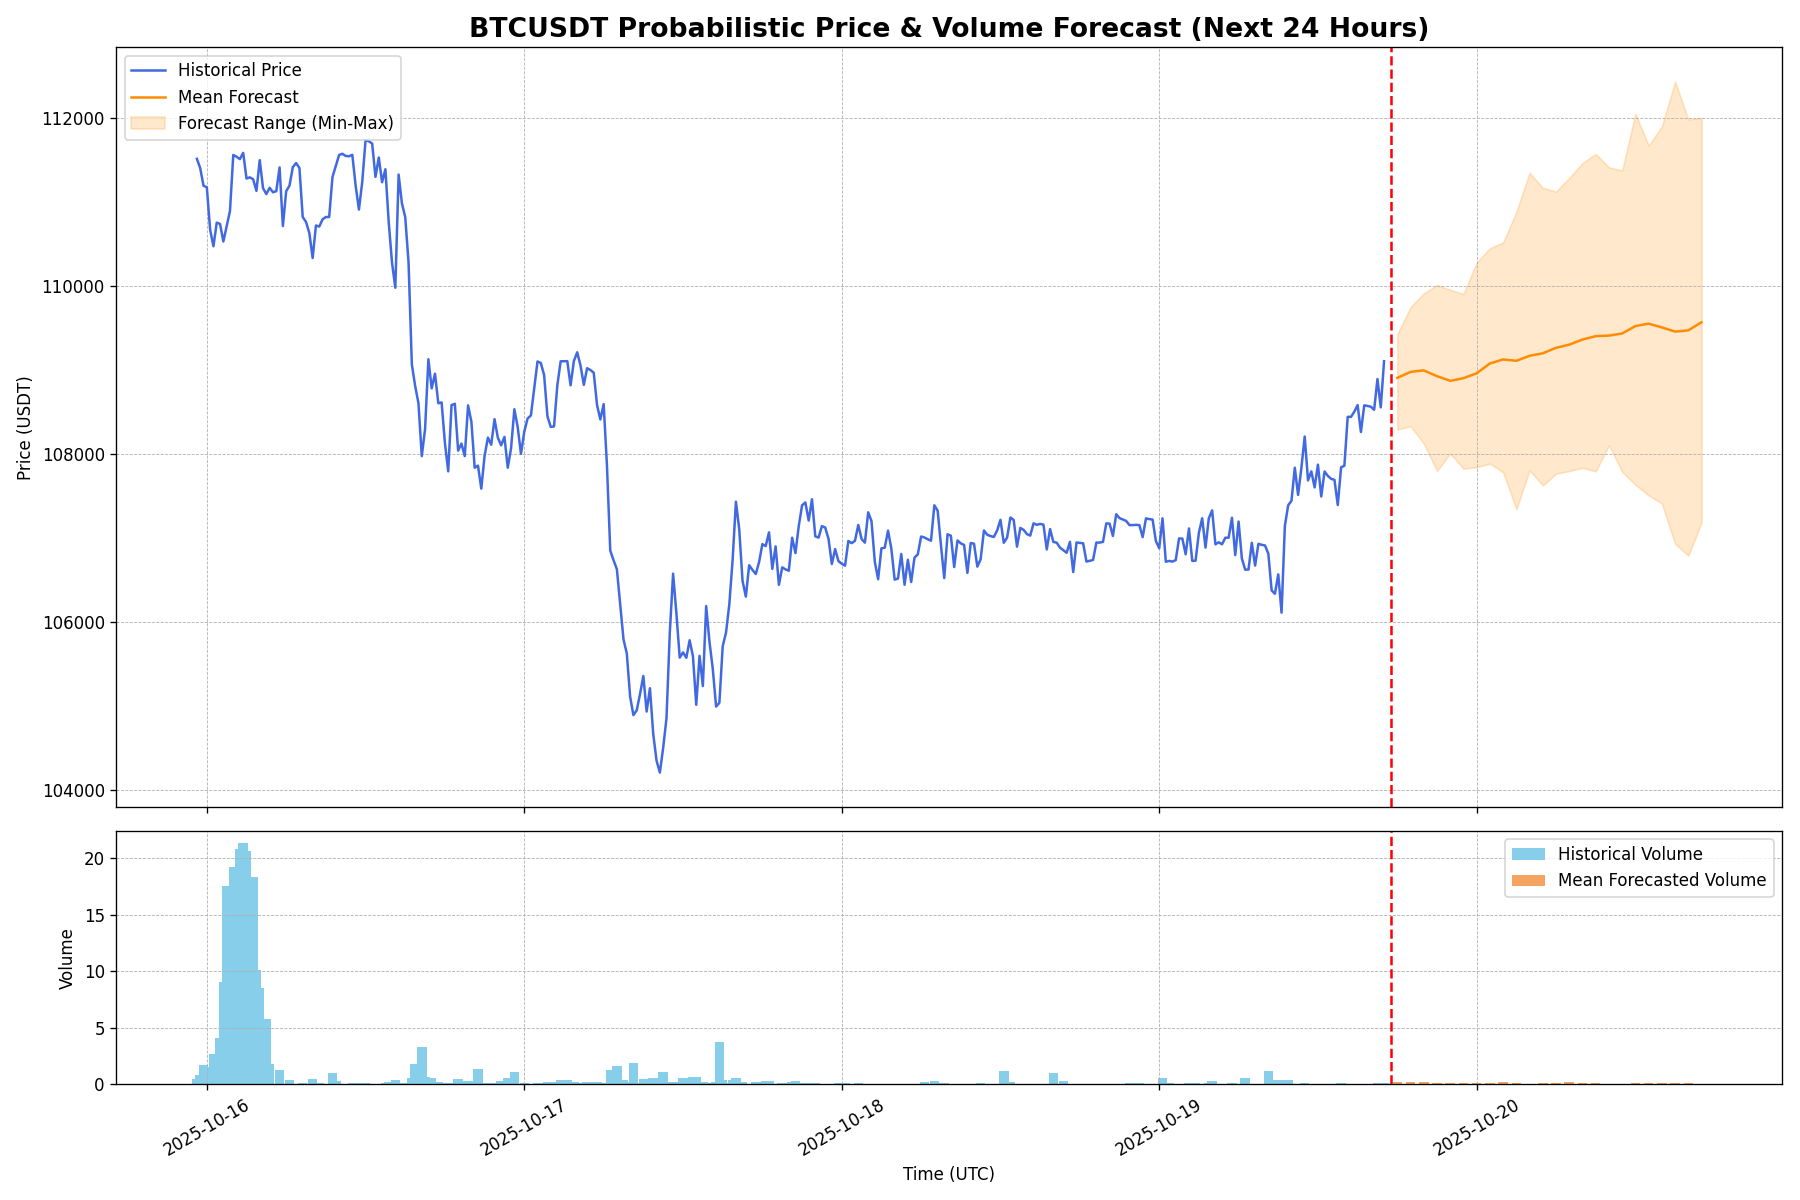 BTCUSDT Probabilistic Price & Volume Forecast (Next 24 Hours)
Historical Price
Mean Forecast
Forecast Range (Min-Max)
112000
110000
108000
106000
104000
Price (USDT)
Historical Volume
Mean Forecasted Volume
20
15
10
5
0
Volume
2025-10-16
2025-10-17
2025-10-18
2025-10-19
2025-10-20
Time (UTC)